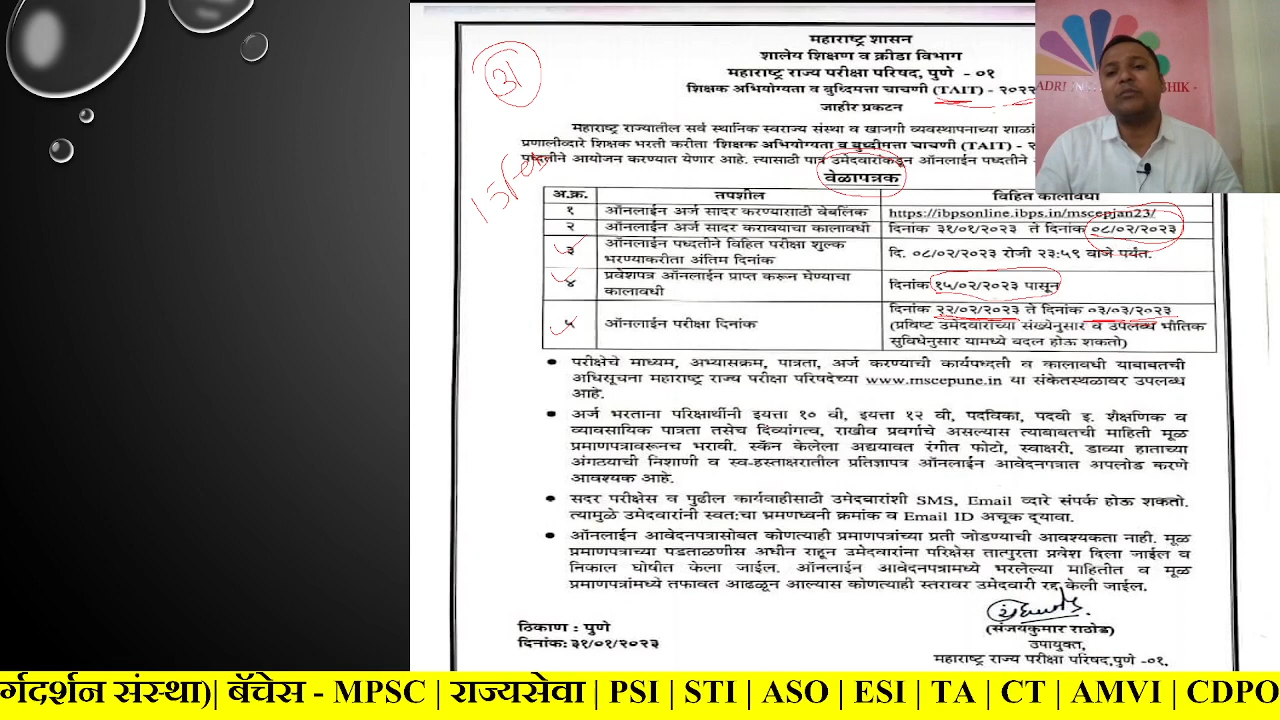 महाराष्ट्र शासन
शालेय शिक्षण व क्रीडा विभाग
महाराष्ट्र राज्य परीक्षा परिषद, पुणे - ०१
शिक्षक अभियोग्यता व बुध्दिमत्ता चाचणी (TAIT) - २०२२
जाहीर प्रकटन
महाराष्ट्र राज्यातील सर्व स्थानिक स्वराज्य संस्था व खाजगी व्यवस्थापनाच्या शाळां
प्रणालीव्दारे शिक्षक भरती करीता 'शिक्षक अभियोग्यता व बुध्दीमत्ता चाचणी (TAIT) -
पध्दतीने आयोजन करण्यात येणार आहे. त्यासाठी पात्र उमेदवारांकडून ऑनलाईन पध्दतीने
वेळापत्रक
अ.क्र. तपशील विहित कालावधी
१ ऑनलाईन अर्ज सादर करण्यासाठी वेबलिंक https://ibpsonline.ibps.in/mscepjan23/
२ ऑनलाईन अर्ज सादर करावयाचा कालावधी दिनांक ३१/०१/२०२३ ते दिनांक ०८/०२/२०२३
३ ऑनलाईन पध्दतीने विहित परीक्षा शुल्क भरण्याकरीता अंतिम दिनांक दि. ०८/०२/२०२३ रोजी २३:५९ वाजे पर्यंत.
४ प्रवेशपत्र ऑनलाईन प्राप्त करून घेण्याचा कालावधी दिनांक १५/०२/२०२३ पासून
५ ऑनलाईन परीक्षा दिनांक दिनांक २२/०२/२०२३ ते दिनांक ०३/०३/२०२३
(प्रविष्ट उमेदवारांच्या संख्येनुसार व उपलब्ध भौतिक
सुविधेनुसार यामध्ये बदल होऊ शकतो)
• परीक्षेचे माध्यम, अभ्यासक्रम, पात्रता, अर्ज करण्याची कार्यपध्दती व कालावधी याबाबतची
अधिसूचना महाराष्ट्र राज्य परीक्षा परिषदेच्या www.mscepune.in या संकेतस्थळावर उपलब्ध
आहे.
• अर्ज भरताना परिक्षार्थीनी इयत्ता १० वी, इयत्ता १२ वी, पदविका, पदवी इ. शैक्षणिक व
व्यावसायिक पात्रता तसेच दिव्यांगत्व, राखीव प्रवर्गाचे असल्यास त्याबाबतची माहिती मूळ
प्रमाणपत्रावरूनच भरावी. स्कॅन केलेला अद्ययावत रंगीत फोटो, स्वाक्षरी, डाव्या हाताच्या
अंगठयाची निशाणी व स्व-हस्ताक्षरातील प्रतिज्ञापत्र ऑनलाईन आवेदनपत्रात अपलोड करणे
आवश्यक आहे.
• सदर परीक्षेस व पुढील कार्यवाहीसाठी उमेदवारांशी SMS, Email व्दारे संपर्क होऊ शकतो.
त्यामुळे उमेदवारांनी स्वतःचा भ्रमणध्वनी क्रमांक व Email ID अचूक द्यावा.
• ऑनलाईन आवेदनपत्रासोबत कोणत्याही प्रमाणपत्रांच्या प्रती जोडण्याची आवश्यकता नाही. मूळ
प्रमाणपत्राच्या पडताळणीस अधीन राहून उमेदवारांना परिक्षेस तात्पुरता प्रवेश दिला जाईल व
निकाल घोषीत केला जाईल. ऑनलाईन आवेदनपत्रामध्ये भरलेल्या माहितीत व मूळ
प्रमाणपत्रांमध्ये तफावत आढळून आल्यास कोणत्याही स्तरावर उमेदवारी रद्द केली जाईल.
ठिकाण : पुणे
दिनांक: ३१/०१/२०२३
(संजयकुमार राठोड)
उपायुक्त,
महाराष्ट्र राज्य परीक्षा परिषद,पुणे -०१.
र्गदर्शन संस्था)| बॅचेस - MPSC | राज्यसेवा | PSI | STI | ASO | ESI | TA | CT | AMVI | CDPO